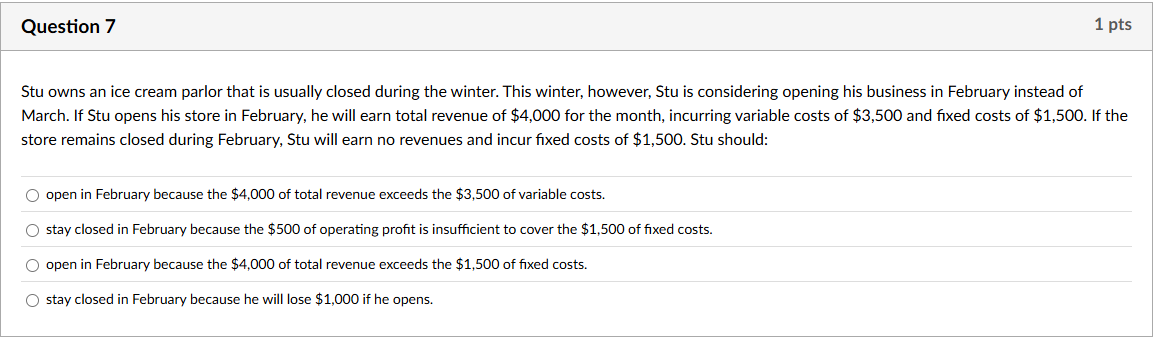 Question 7
1 pts
Stu owns an ice cream parlor that is usually closed during the winter. This winter, however, Stu is considering opening his business in February instead of
March. If Stu opens his store in February, he will earn total revenue of $4,000 for the month, incurring variable costs of $3,500 and fixed costs of $1,500. If the
store remains closed during February, Stu will earn no revenues and incur fixed costs of $1,500. Stu should:
open in February because the $4,000 of total revenue exceeds the $3,500 of variable costs.
stay closed in February because the $500 of operating profit is insufficient to cover the $1,500 of fixed costs.
open in February because the $4,000 of total revenue exceeds the $1,500 of fixed costs.
stay closed in February because he will lose $1,000 if he opens.